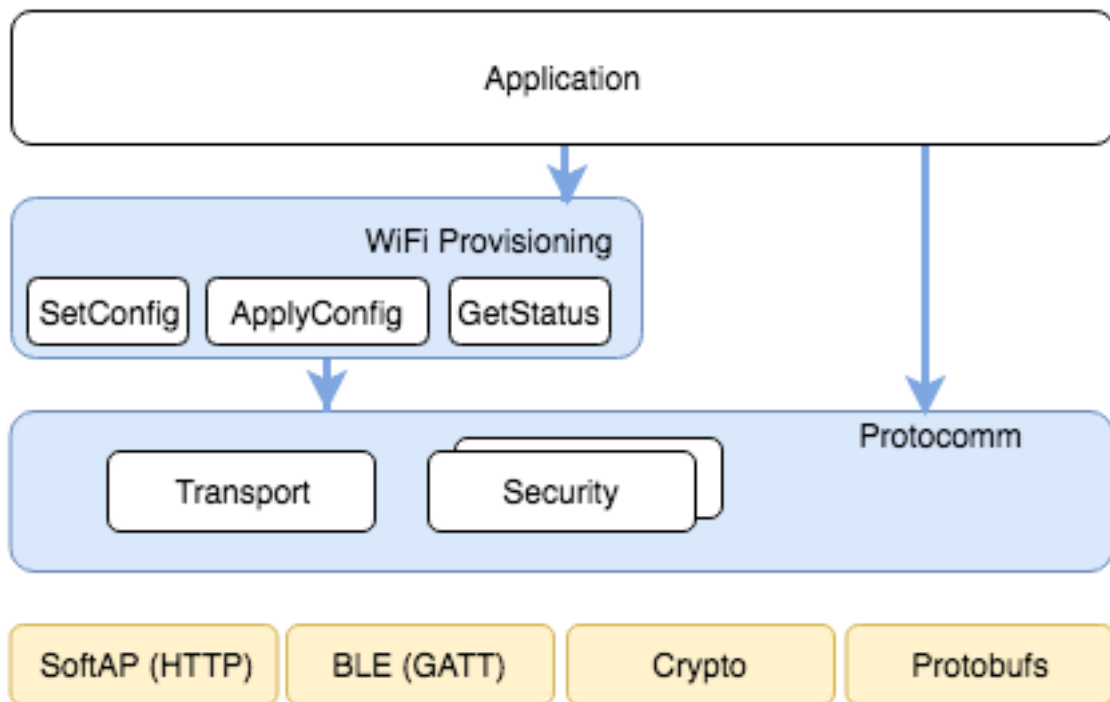 Application
WiFi Provisioning
SetConfig
ApplyConfig
GetStatus
Protocomm
Transport
Security
SoftAP (HTTP)
BLE (GATT)
Crypto
Protobufs